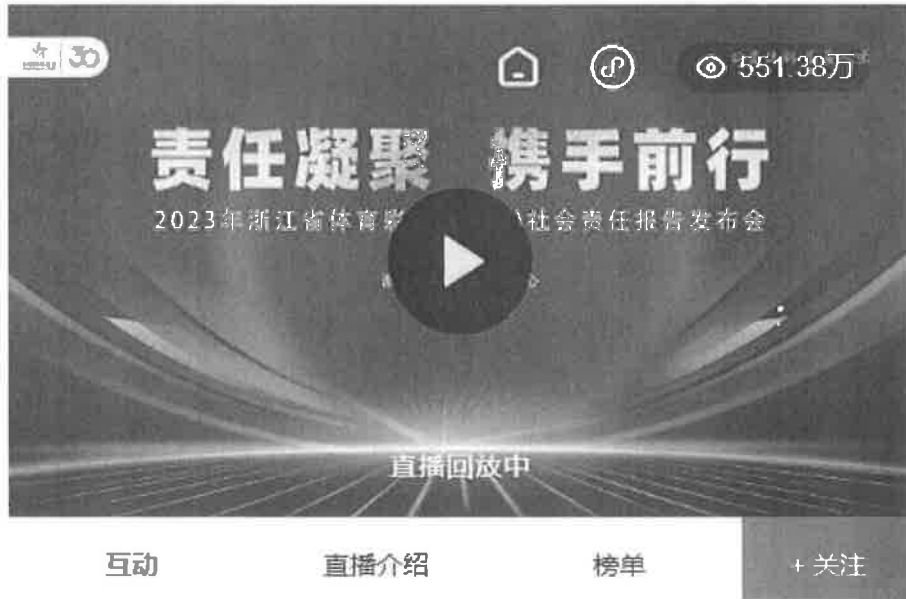 30
551.38万
责任凝聚 携手前行
2023年浙江省体育彩 社会责任报告发布会
直播回放中
互动
直播介绍
榜单
+ 关注